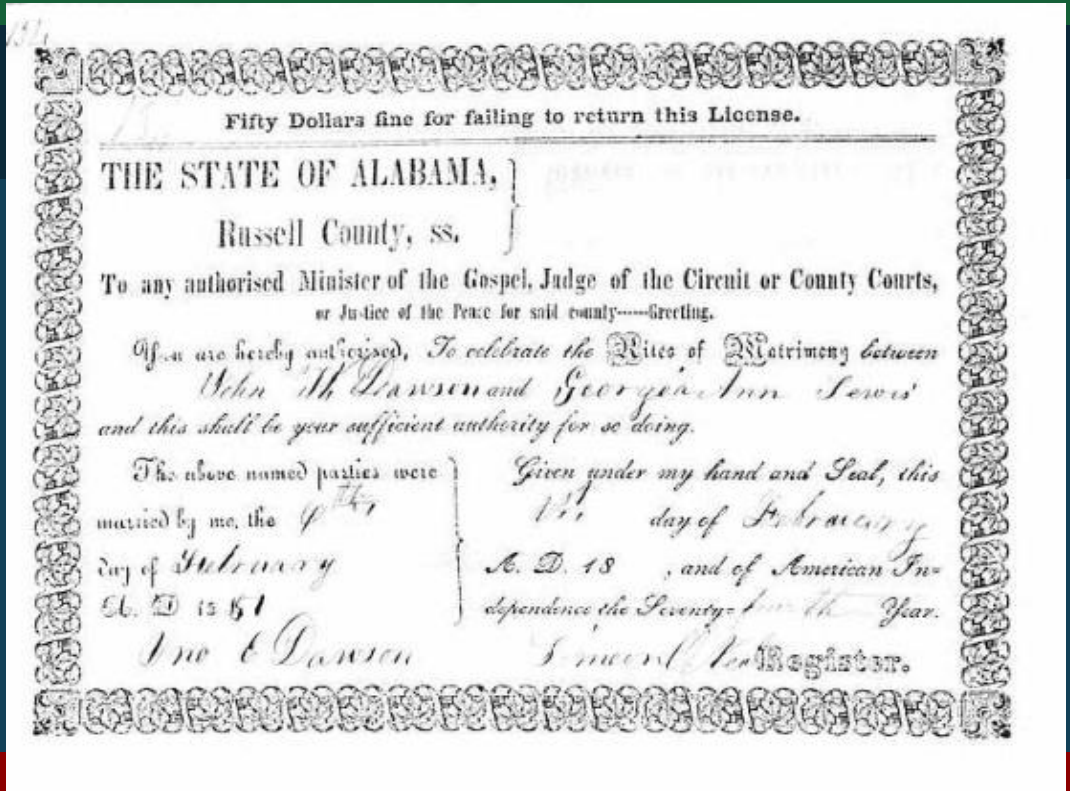 Fifty Dollars fine for failing to return this License.
THE STATE OF ALABAMA,
Russell County, ss.
To any authorised Minister of the Gospel, Judge of the Circuit or County Courts,
or Justice of the Peace for said county-----Greeting.
You are hereby authorised, To celebrate the Rites of Matrimony between
John Dawson and Georgia Ann Lewis
and this shall be your sufficient authority for so doing.
The above named parties were
married by me, the
day of February
A. D 1851
Jno E Dawson
Given under my hand and Seal, this
day of February
A. D. 18 , and of American In=
dependence the Seventy= Year.
Register.